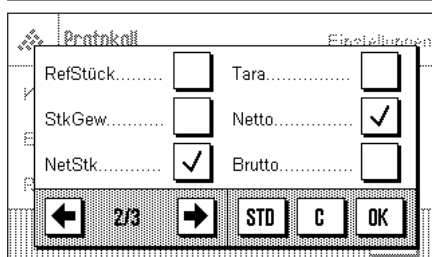 Protokoll Einstellungen
RefStück.......... Tara...............
StkGew........... Netto.............
NetStk............ Brutto............
2/3 STD C OK